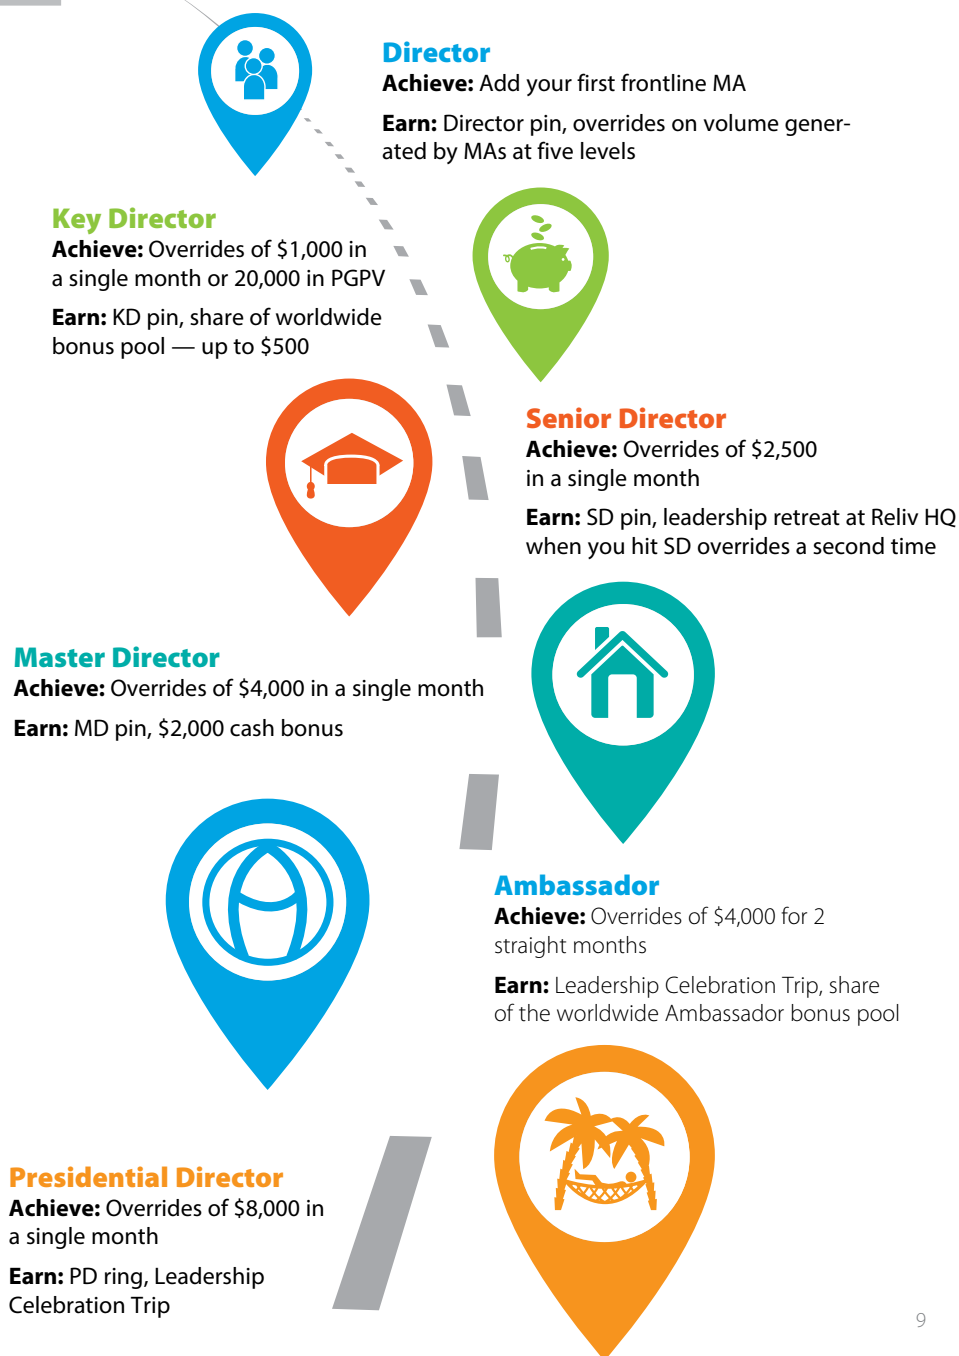 Director
Achieve: Add your first frontline MA
Earn: Director pin, overrides on volume gener-
ated by MAs at five levels
Key Director
Achieve: Overrides of $1,000 in
a single month or 20,000 in PGPV
Earn: KD pin, share of worldwide
bonus pool — up to $500
Senior Director
Achieve: Overrides of $2,500
in a single month
Earn: SD pin, leadership retreat at Reliv HQ
when you hit SD overrides a second time
Master Director
Achieve: Overrides of $4,000 in a single month
Earn: MD pin, $2,000 cash bonus
Ambassador
Achieve: Overrides of $4,000 for 2
straight months
Earn: Leadership Celebration Trip, share
of the worldwide Ambassador bonus pool
Presidential Director
Achieve: Overrides of $8,000 in
a single month
Earn: PD ring, Leadership
Celebration Trip
9